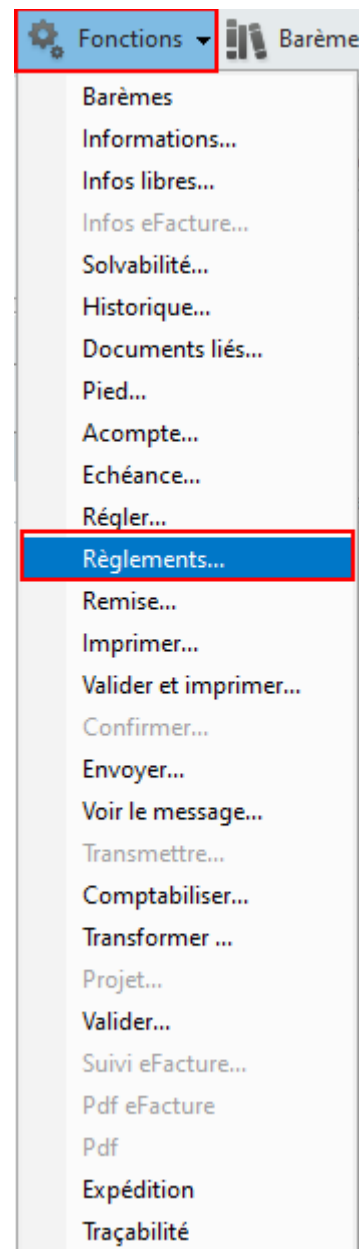 Fonctions Barème
Barèmes
Informations...
Infos libres...
Infos eFacture...
Solvabilité...
Historique...
Documents liés...
Pied...
Acompte...
Echéance...
Régler...
Règlements...
Remise...
Imprimer...
Valider et imprimer...
Confirmer...
Envoyer...
Voir le message...
Transmettre...
Comptabiliser...
Transformer ...
Projet...
Valider...
Suivi eFacture...
Pdf eFacture
Pdf
Expédition
Traçabilité